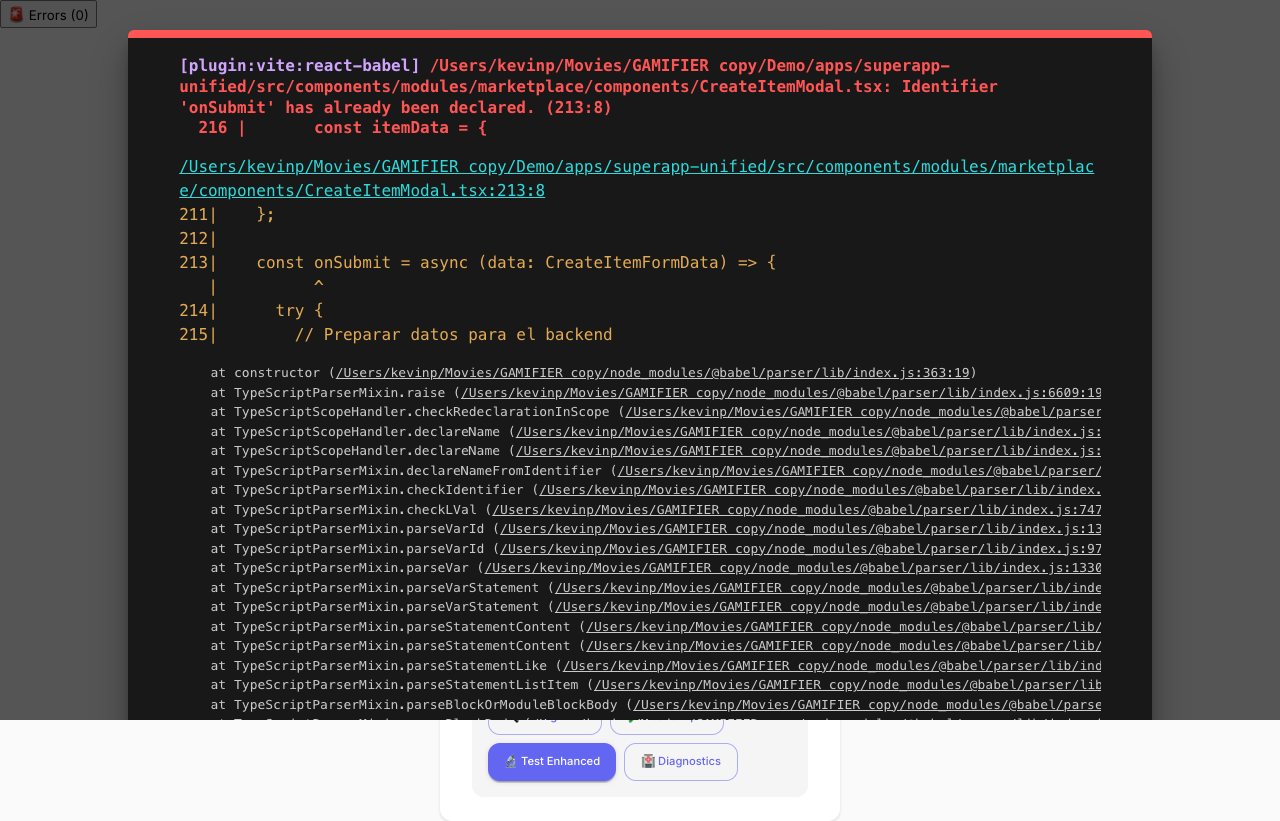 Errors (0)
[plugin:vite:react-babel] /Users/kevinp/Movies/GAMIFIER copy/Demo/apps/superapp-
unified/src/components/modules/marketplace/components/CreateItemModal.tsx: Identifier
'onSubmit' has already been declared. (213:8)
  216 |       const itemData = {
/Users/kevinp/Movies/GAMIFIER copy/Demo/apps/superapp-unified/src/components/modules/marketplac
e/components/CreateItemModal.tsx:213:8
211|    };
212|
213|    const onSubmit = async (data: CreateItemFormData) => {
   |          ^
214|      try {
215|        // Preparar datos para el backend
at constructor (/Users/kevinp/Movies/GAMIFIER copy/node_modules/@babel/parser/lib/index.js:363:19)
at TypeScriptParserMixin.raise (/Users/kevinp/Movies/GAMIFIER copy/node_modules/@babel/parser/lib/index.js:6609:19
at TypeScriptScopeHandler.checkRedeclarationInScope (/Users/kevinp/Movies/GAMIFIER copy/node_modules/@babel/parser
at TypeScriptScopeHandler.declareName (/Users/kevinp/Movies/GAMIFIER copy/node_modules/@babel/parser/lib/index.js:
at TypeScriptScopeHandler.declareName (/Users/kevinp/Movies/GAMIFIER copy/node_modules/@babel/parser/lib/index.js:
at TypeScriptParserMixin.declareNameFromIdentifier (/Users/kevinp/Movies/GAMIFIER copy/node_modules/@babel/parser/
at TypeScriptParserMixin.checkIdentifier (/Users/kevinp/Movies/GAMIFIER copy/node_modules/@babel/parser/lib/index.
at TypeScriptParserMixin.checkLVal (/Users/kevinp/Movies/GAMIFIER copy/node_modules/@babel/parser/lib/index.js:747
at TypeScriptParserMixin.parseVarId (/Users/kevinp/Movies/GAMIFIER copy/node_modules/@babel/parser/lib/index.js:13
at TypeScriptParserMixin.parseVarId (/Users/kevinp/Movies/GAMIFIER copy/node_modules/@babel/parser/lib/index.js:97
at TypeScriptParserMixin.parseVar (/Users/kevinp/Movies/GAMIFIER copy/node_modules/@babel/parser/lib/index.js:1330
at TypeScriptParserMixin.parseVarStatement (/Users/kevinp/Movies/GAMIFIER copy/node_modules/@babel/parser/lib/inde
at TypeScriptParserMixin.parseVarStatement (/Users/kevinp/Movies/GAMIFIER copy/node_modules/@babel/parser/lib/inde
at TypeScriptParserMixin.parseStatementContent (/Users/kevinp/Movies/GAMIFIER copy/node_modules/@babel/parser/lib/
at TypeScriptParserMixin.parseStatementContent (/Users/kevinp/Movies/GAMIFIER copy/node_modules/@babel/parser/lib/
at TypeScriptParserMixin.parseStatementLike (/Users/kevinp/Movies/GAMIFIER copy/node_modules/@babel/parser/lib/ind
at TypeScriptParserMixin.parseStatementListItem (/Users/kevinp/Movies/GAMIFIER copy/node_modules/@babel/parser/lib
at TypeScriptParserMixin.parseBlockOrModuleBlockBody (/Users/kevinp/Movies/GAMIFIER copy/node_modules/@babel/parse
Test Enhanced
Diagnostics